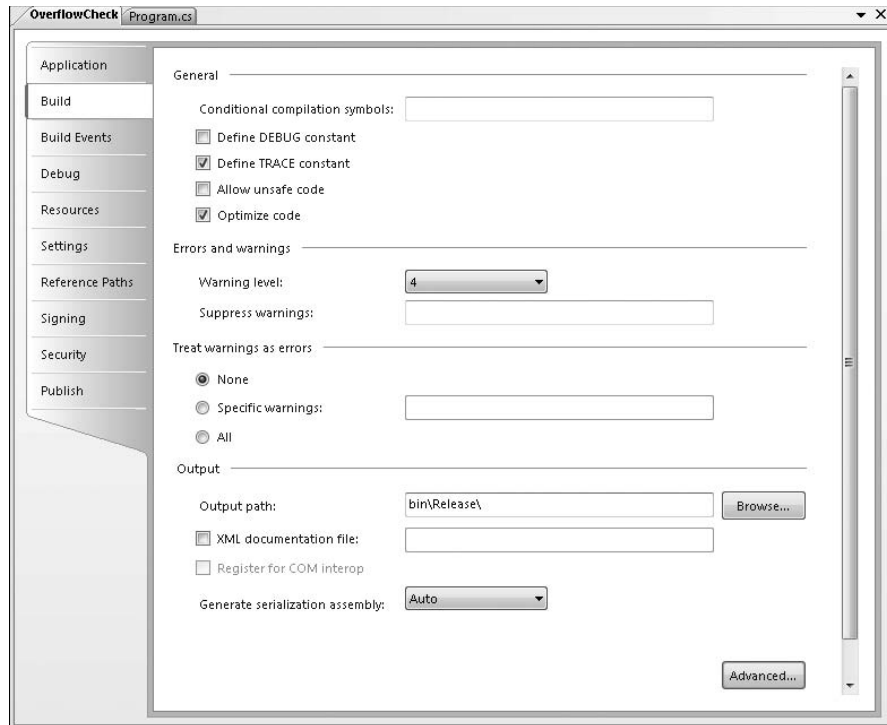 OverflowCheck Program.cs
Application
Build
Build Events
Debug
Resources
Settings
Reference Paths
Signing
Security
Publish
General
Conditional compilation symbols:
Define DEBUG constant
Define TRACE constant
Allow unsafe code
Optimize code
Errors and warnings
Warning level: 4
Suppress warnings:
Treat warnings as errors
None
Specific warnings:
All
Output
Output path: bin\Release\ Browse...
XML documentation file:
Register for COM interop
Generate serialization assembly: Auto
Advanced...